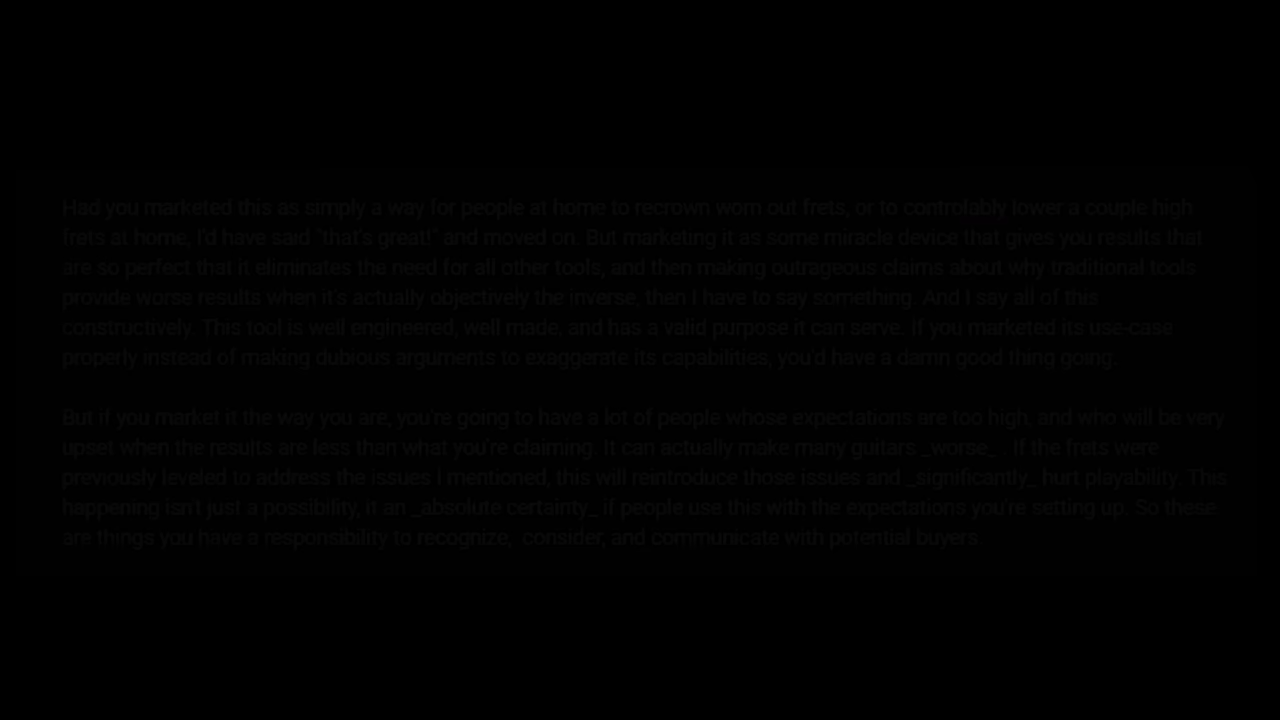 Had you marketed this as simply a way for people at home to recrown worn out frets, or to controlably lower a couple high
frets at home, I'd have said "that's great!" and moved on. But marketing it as some miracle device that gives you results that
are so perfect that it eliminates the need for all other tools, and then making outrageous claims about why traditional tools
provide worse results when it's actually objectively the inverse, then I have to say something. And I say all of this
constructively. This tool is well engineered, well made, and has a valid purpose it can serve. If you marketed its use-case
properly instead of making dubious arguments to exaggerate its capabilities, you'd have a damn good thing going.
But if you market it the way you are, you're going to have a lot of people whose expectations are too high, and who will be very
upset when the results are less than what you're claiming. It can actually make many guitars _worse_ . If the frets were
previously leveled to address the issues I mentioned, this will reintroduce those issues and _significantly_ hurt playability. This
happening isn't just a possibility, it an _absolute certainty_ if people use this with the expectations you're setting up. So these
are things you have a responsibility to recognize, consider, and communicate with potential buyers.